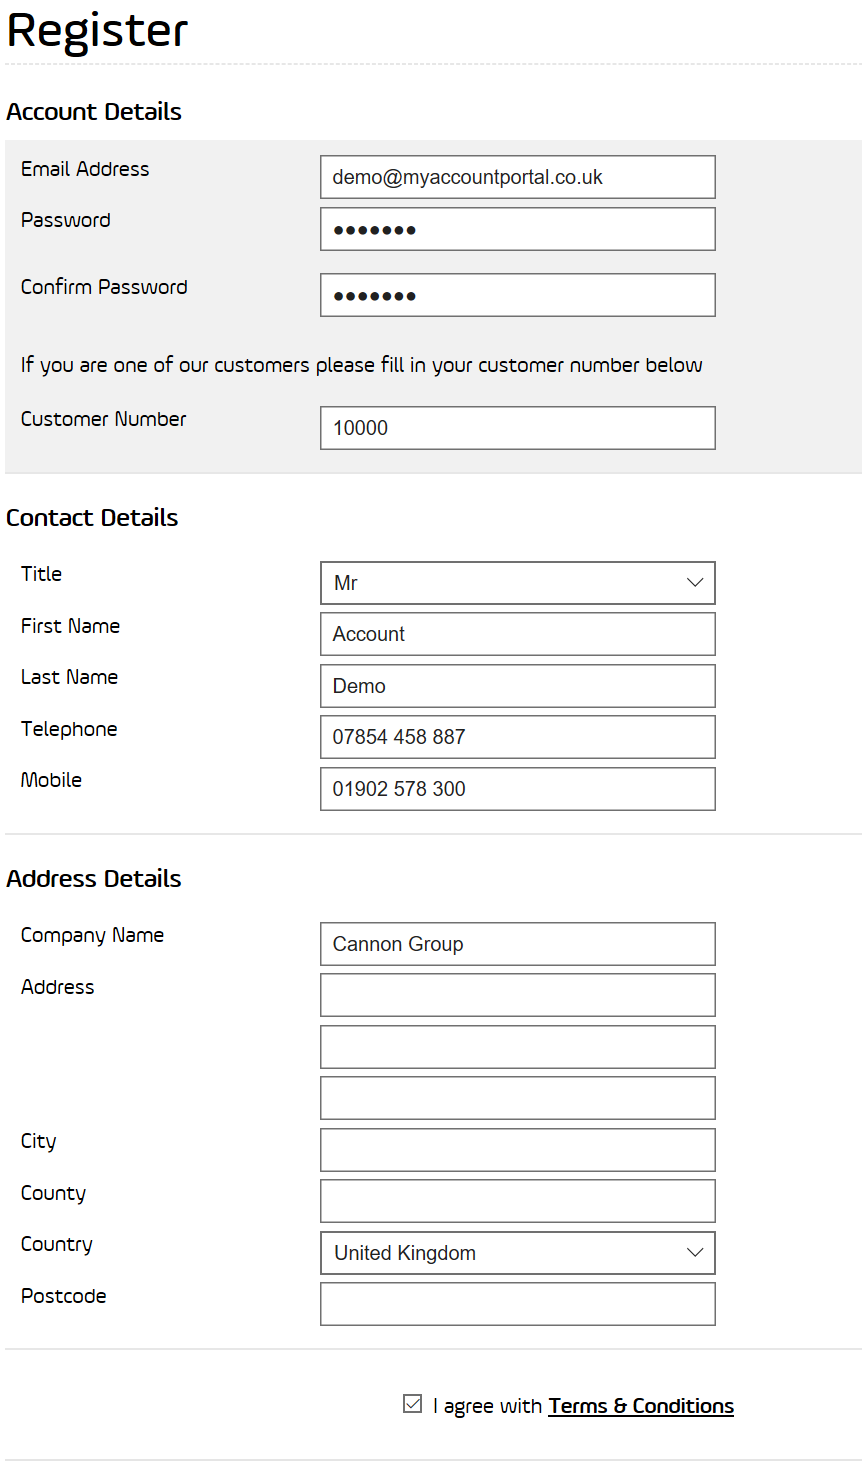 Register
Account Details
Email Address demo@myaccountportal.co.uk
Password •••••••
Confirm Password •••••••
If you are one of our customers please fill in your customer number below
Customer Number 10000
Contact Details
Title Mr
First Name Account
Last Name Demo
Telephone 07854 458 887
Mobile 01902 578 300
Address Details
Company Name Cannon Group
Address
City
County
Country United Kingdom
Postcode
I agree with Terms & Conditions